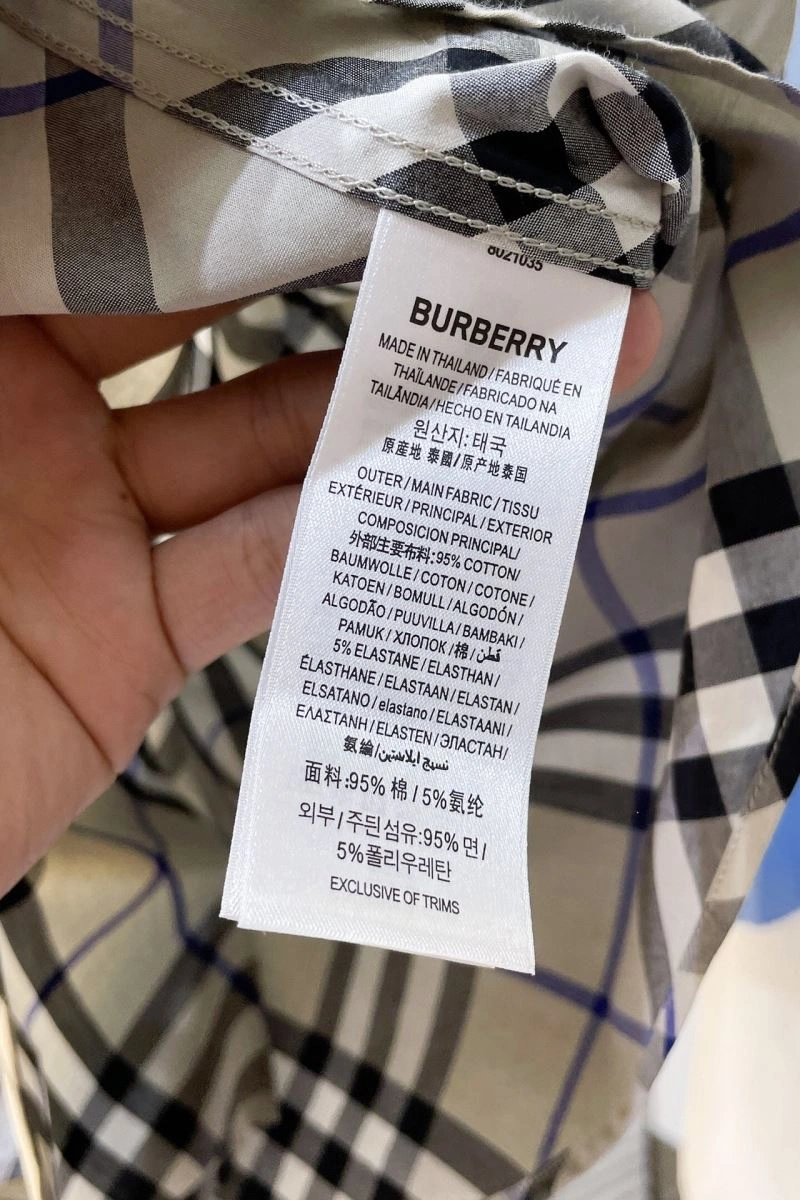 8021035
BURBERRY
MADE IN THAILAND / FABRIQUÉ EN
THAÏLANDE / FABRICADO NA
TAILÂNDIA / HECHO EN TAILANDIA
원산지: 태국
原産地 泰國 / 原产地泰国
OUTER / MAIN FABRIC / TISSU
EXTÉRIEUR / PRINCIPAL / EXTERIOR
COMPOSICION PRINCIPAL/
外部生要布料:95% COTTON/
BAUMWOLLE / COTON / COTONE /
KATOEN / BOMULL / ALGODÓN /
ALGODÃO / PUUVILLA / BAMBAKI /
PAMUK / ХЛОПОК / 棉 / قطن
5% ELASTANE / ELASTHAN /
ÉLASTHANE / ELASTAAN / ELASTAN /
ELSATANO / elastano / ELASTAANI /
ΕΛΑΣΤΑΝΗ / ELASTEN / ЭПАСТАН /
氨綸 / نسيج ايلاستين
面料:95% 棉 / 5%氨纶
외부 / 주된 섬유:95% 면 /
5%폴리우레탄
EXCLUSIVE OF TRIMS